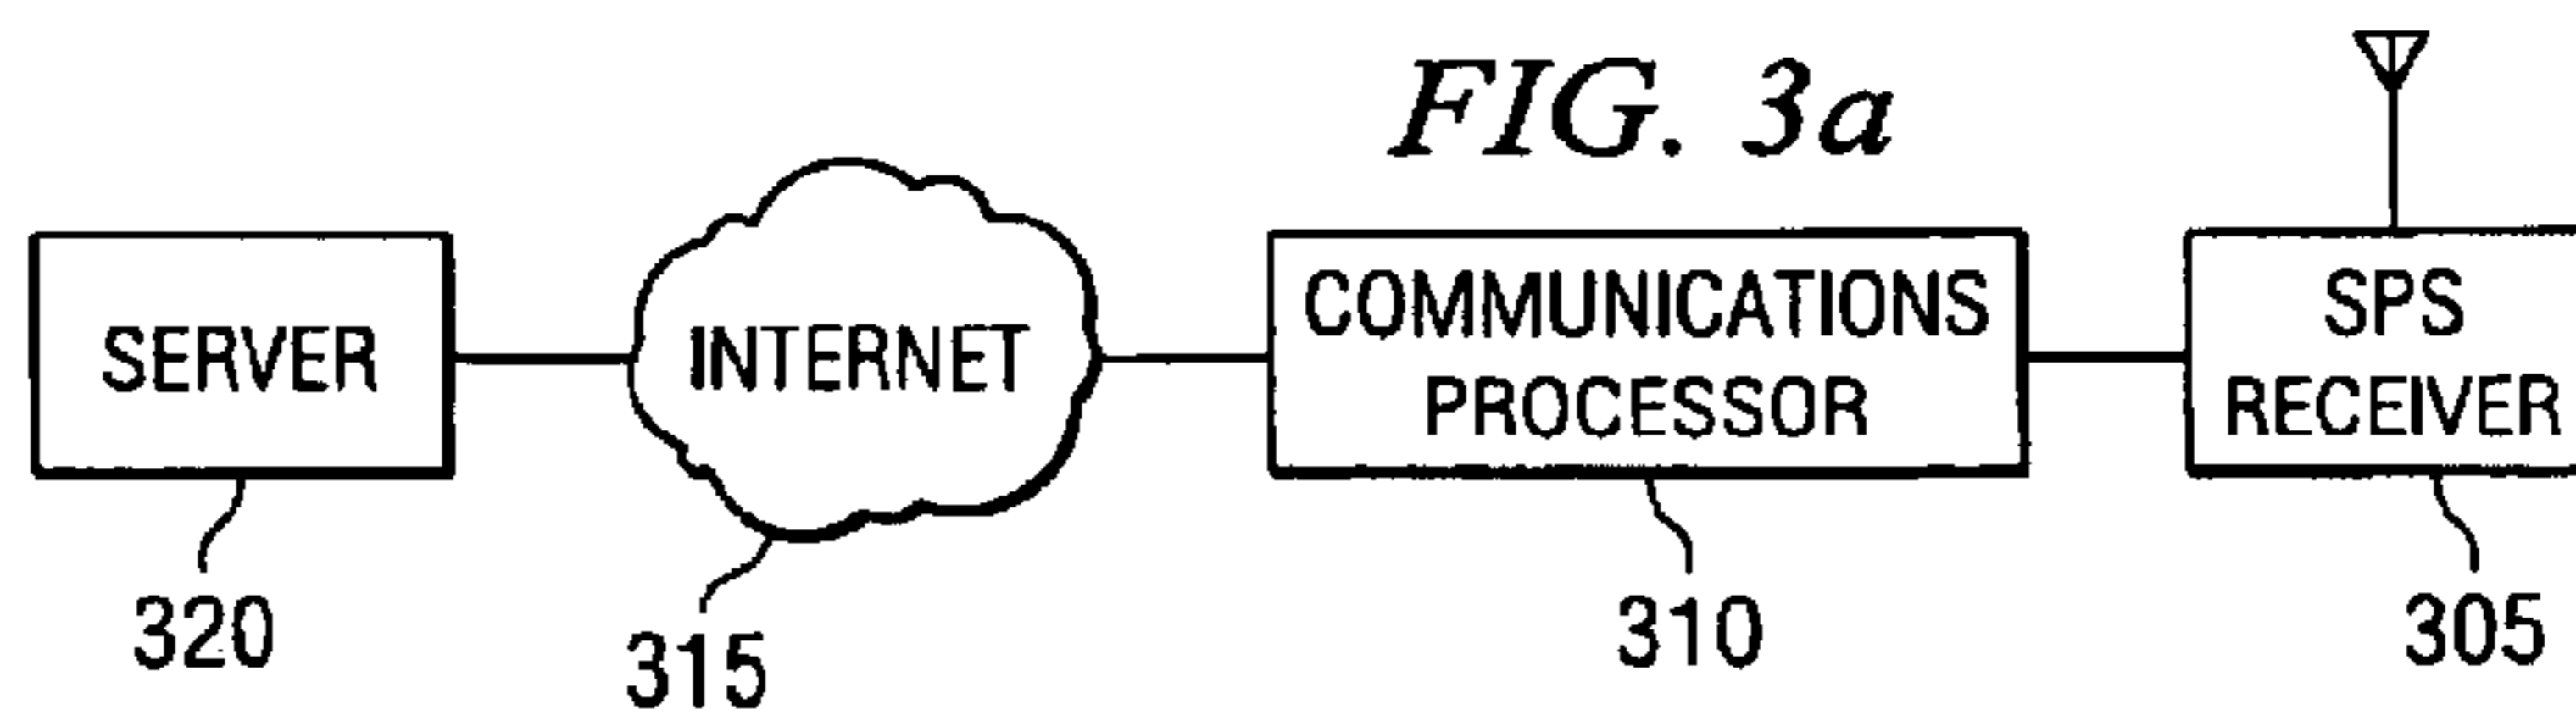 FIG. 3a
SERVER
INTERNET
COMMUNICATIONS
PROCESSOR
SPS
RECEIVER
320
315
310
305